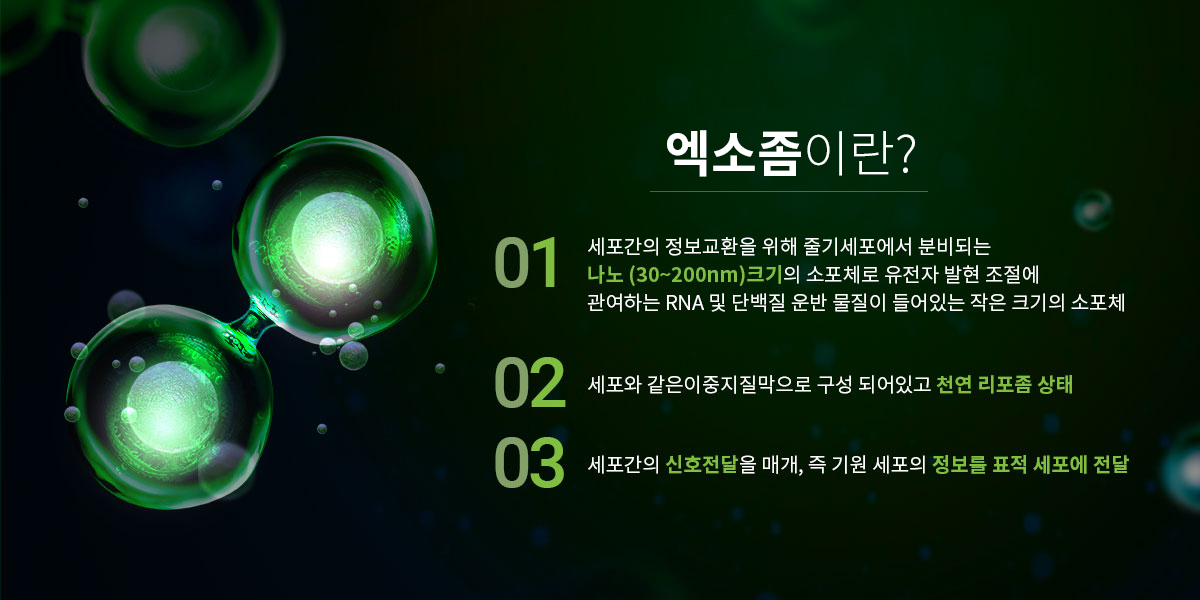 엑소좀이란?
01
세포간의 정보교환을 위해 줄기세포에서 분비되는
나노 (30~200nm)크기의 소포체로 유전자 발현 조절에
관여하는 RNA 및 단백질 운반 물질이 들어있는 작은 크기의 소포체
02
세포와 같은이중지질막으로 구성 되어있고 천연 리포좀 상태
03
세포간의 신호전달을 매개, 즉 기원 세포의 정보를 표적 세포에 전달